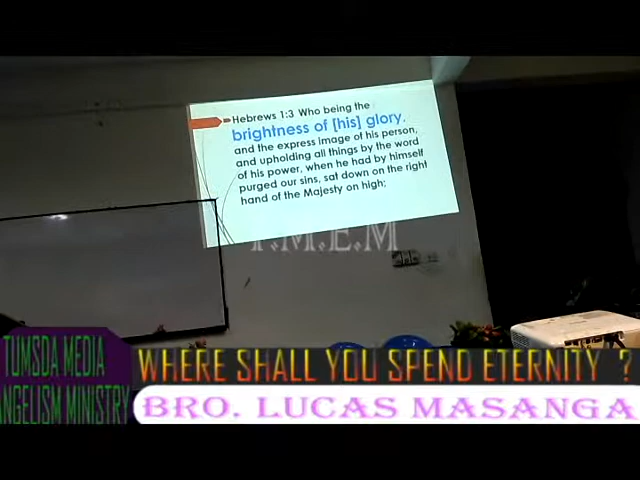 Hebrews 1:3 Who being the
brightness of [his] glory,
and the express image of his person,
and upholding all things by the word
of his power, when he had by himself
purged our sins, sat down on the right
hand of the Majesty on high;
T.M.E.M
TUMSDA MEDIA
ANGELISM MINISTRY
WHERE SHALL YOU SPEND ETERNITY ?
BRO. LUCAS MASANGA